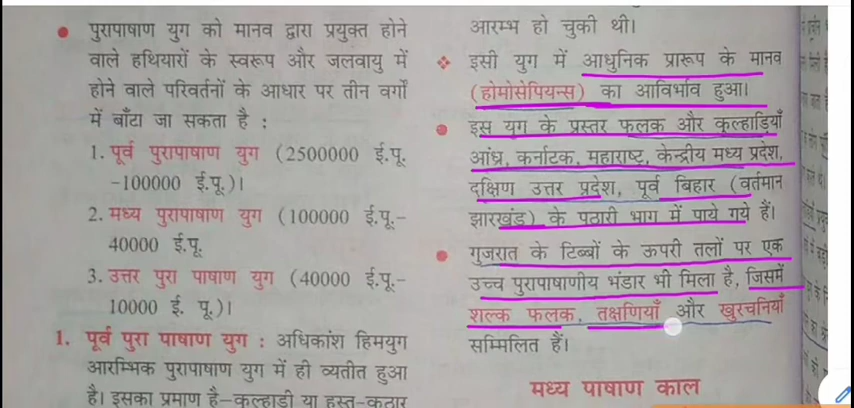 पुरापाषाण युग को मानव द्वारा प्रयुक्त होने
वाले हथियारों के स्वरूप और जलवायु में
होने वाले परिवर्तनों के आधार पर तीन वर्गों
में बाँटा जा सकता है :
1. पूर्व पुरापाषाण युग (2500000 ई.पू.
-100000 ई.पू.)।
2. मध्य पुरापाषाण युग (100000 ई.पू.-
40000 ई.पू.
3. उत्तर पुरा पाषाण युग (40000 ई.पू.-
10000 ई. पू.)।
1. पूर्व पुरा पाषाण युग : अधिकांश हिमयुग
आरम्भिक पुरापाषाण युग में ही व्यतीत हुआ
है। इसका प्रमाण है-कुल्हाड़ी या हस्त-कुठार
आरम्भ हो चुकी थी।
इसी युग में आधुनिक प्रारूप के मानव
(होमोसेपियन्स) का आविर्भाव हुआ।
इस युग के प्रस्तर फलक और कुल्हाड़ियाँ
आंध्र, कर्नाटक, महाराष्ट्र, केन्द्रीय मध्य प्रदेश,
दक्षिण उत्तर प्रदेश, पूर्व बिहार (वर्तमान
झारखंड) के पठारी भाग में पाये गये हैं।
गुजरात के टिब्बों के ऊपरी तलों पर एक
उच्च पुरापाषाणीय भंडार भी मिला है, जिसमें
शल्क फलक, तक्षणियाँ और खुरचनियाँ
सम्मिलित हैं।
मध्य पाषाण काल